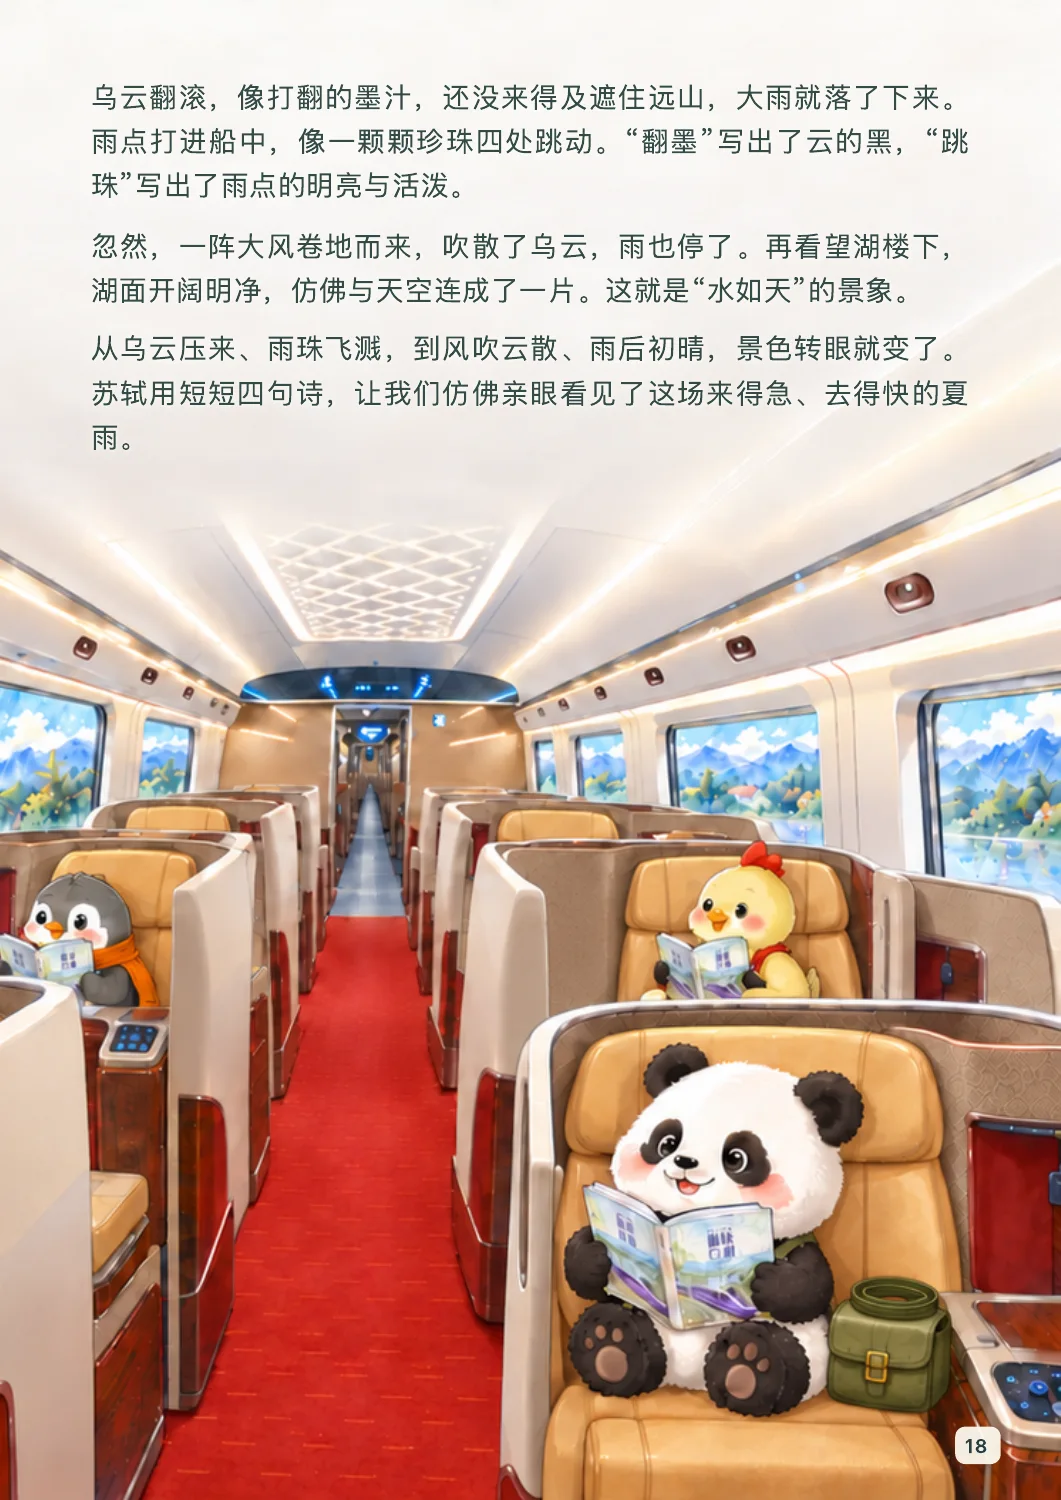 乌云翻滚，像打翻的墨汁，还没来得及遮住远山，大雨就落了下来。
雨点打进船中，像一颗颗珍珠四处跳动。“翻墨”写出了云的黑，“跳
珠”写出了雨点的明亮与活泼。
忽然，一阵大风卷地而来，吹散了乌云，雨也停了。再看望湖楼下，
湖面开阔明净，仿佛与天空连成了一片。这就是“水如天”的景象。
从乌云压来、雨珠飞溅，到风吹云散、雨后初晴，景色转眼就变了。
苏轼用短短四句诗，让我们仿佛亲眼看见了这场来得急、去得快的夏
雨。
18